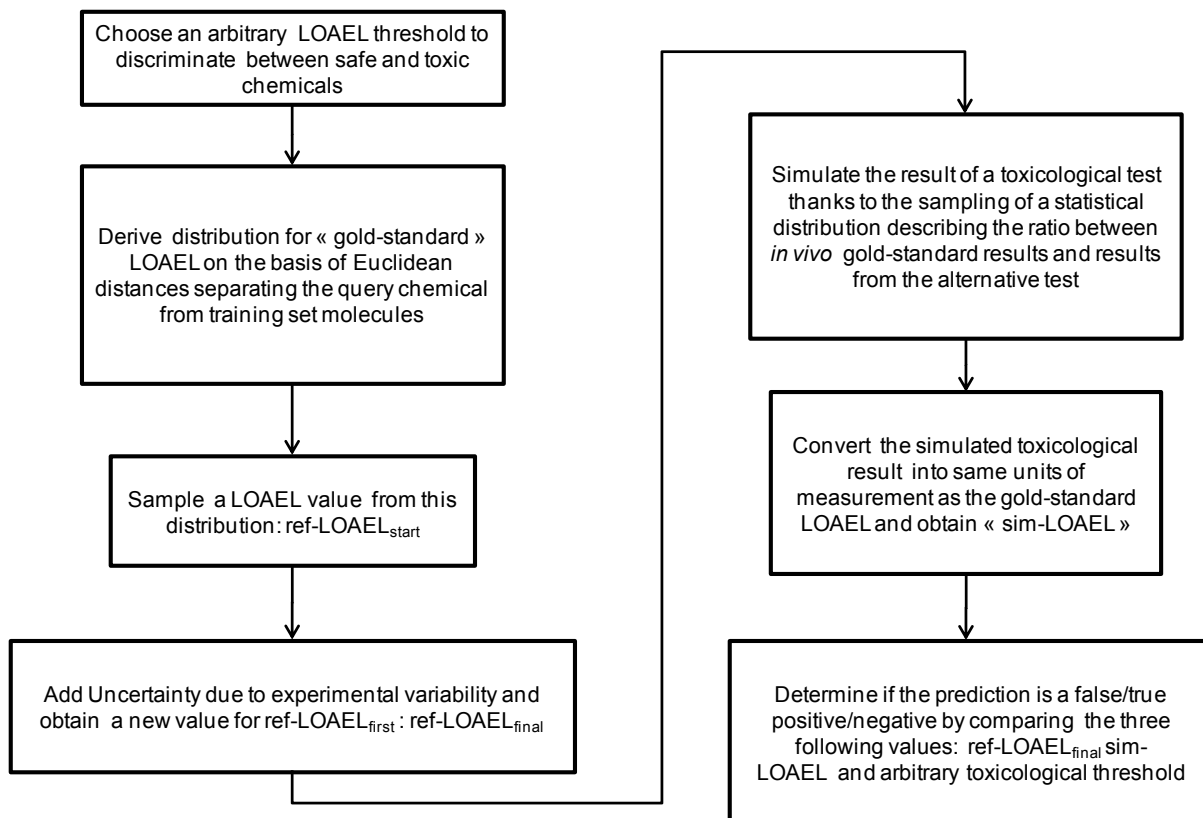 Choose an arbitrary LOAEL threshold to
discriminate between safe and toxic
chemicals
Derive distribution for « gold-standard »
LOAEL on the basis of Euclidean
distances separating the query chemical
from training set molecules
Sample a LOAEL value from this
distribution: ref-LOAELstart
Add Uncertainty due to experimental variability and
obtain a new value for ref-LOAELfirst : ref-LOAELfinal
Simulate the result of a toxicological test
thanks to the sampling of a statistical
distribution describing the ratio between
in vivo gold-standard results and results
from the alternative test
Convert the simulated toxicological
result into same units of
measurement as the gold-standard
LOAEL and obtain « sim-LOAEL »
Determine if the prediction is a false/true
positive/negative by comparing the three
following values: ref-LOAELfinal sim-
LOAEL and arbitrary toxicological threshold